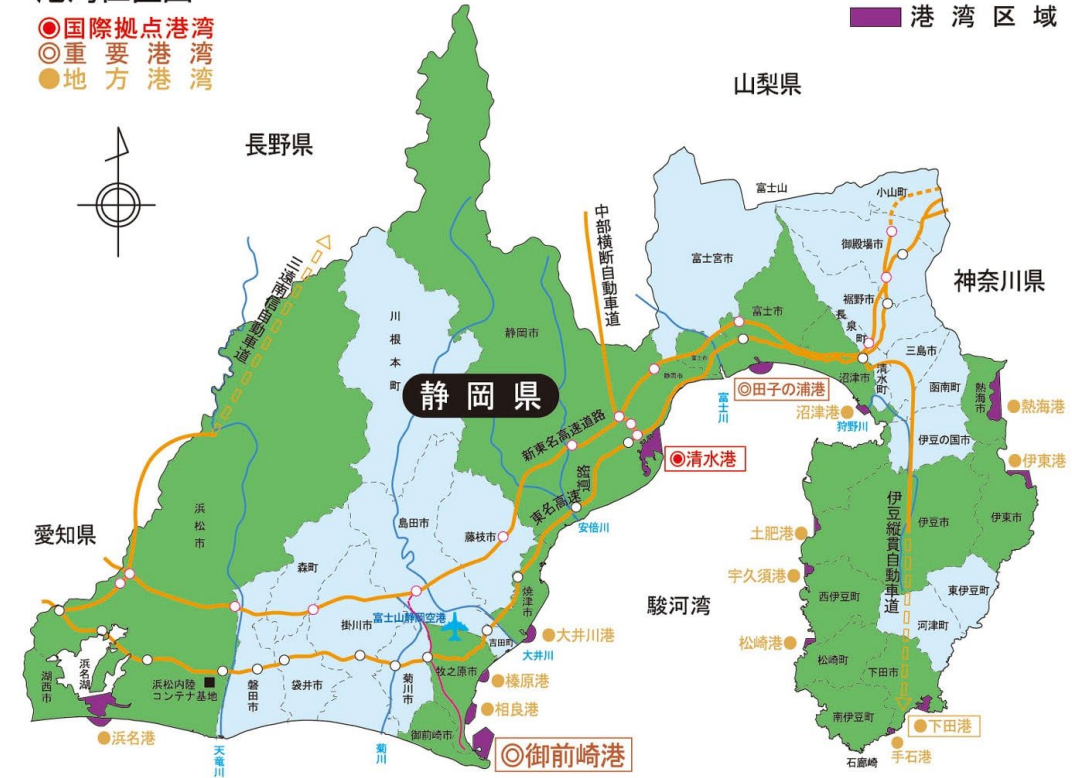 ◉国際拠点港湾
◎重要港湾
●地方港湾
港湾区域
山梨県
長野県
神奈川県
愛知県
静岡県
駿河湾
中部横断自動車道
三遠南信自動車道
新東名高速道路
東名高速道路
伊豆縦貫自動車道
富士山
小山町
御殿場市
富士宮市
裾野市
長泉町
富士市
三島市
清水町
沼津市
函南町
熱海市
伊豆の国市
伊豆市
伊東市
東伊豆町
河津町
西伊豆町
松崎町
下田市
南伊豆町
石廊崎
川根本町
静岡市
静岡市
富士市
浜松市
島田市
藤枝市
森町
掛川市
焼津市
吉田町
牧之原市
菊川市
袋井市
磐田市
御前崎市
湖西市
浜名湖
浜松内陸
コンテナ基地
富士山静岡空港
富士川
狩野川
安倍川
大井川
菊川
天竜川
◎田子の浦港
沼津港●
◉清水港
●熱海港
●伊東港
土肥港●
宇久須港●
松崎港●
●大井川港
●榛原港
●相良港
◎御前崎港
●浜名港
●下田港
●手石港